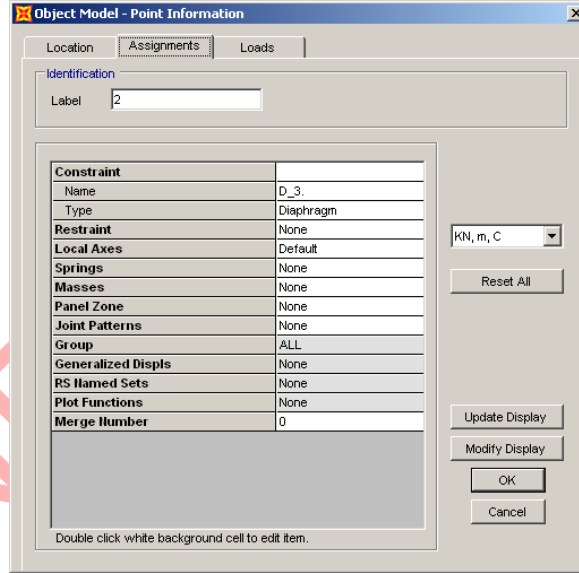 Object Model - Point Information
Location Assignments Loads
Identification
Label 2
Constraint
Name D_3.
Type Diaphragm
Restraint None
Local Axes Default
Springs None
Masses None
Panel Zone None
Joint Patterns None
Group ALL
Generalized Displs None
RS Named Sets None
Plot Functions None
Merge Number 0
KN, m, C
Reset All
Update Display
Modify Display
OK
Cancel
Double click white background cell to edit item.